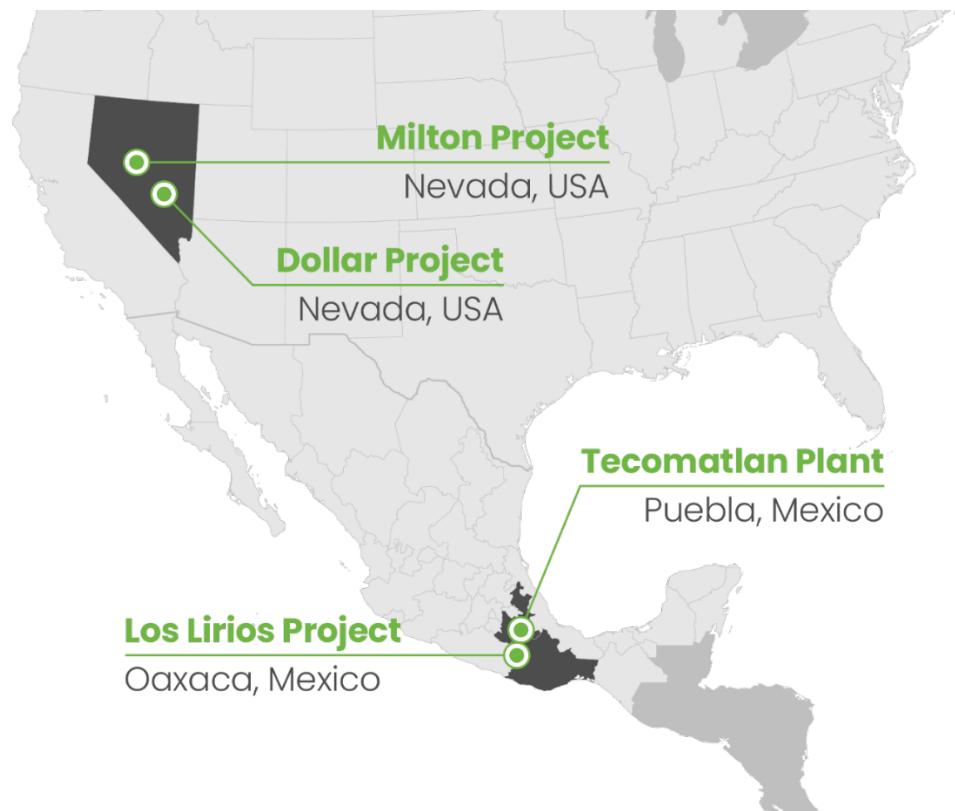 Milton Project
Nevada, USA
Dollar Project
Nevada, USA
Tecomatlan Plant
Puebla, Mexico
Los Lirios Project
Oaxaca, Mexico